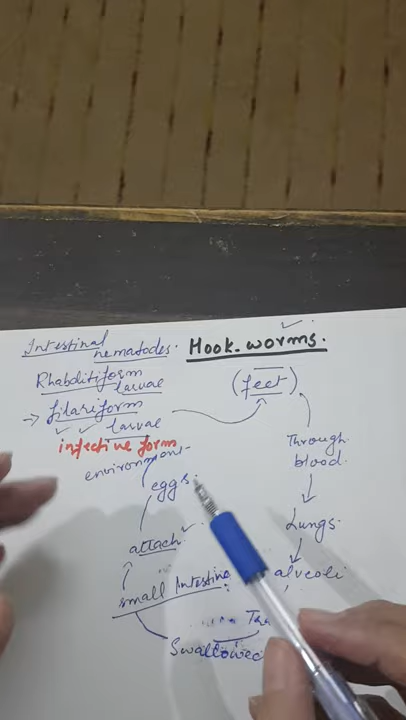 Intestinal
nematodes.
Hook-worms.
Rhabditiform
larvae
filariform
larvae
infective form
environment
(feet)
Through
blood.
eggs.
Lungs.
attach
alveoli
small Intestine
Swallowed